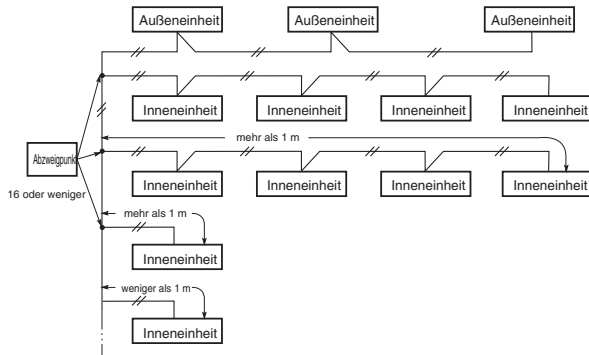 Außeneinheit Außeneinheit Außeneinheit
Inneneinheit Inneneinheit Inneneinheit Inneneinheit
mehr als 1 m
Abzweigpunkt
16 oder weniger
Inneneinheit Inneneinheit Inneneinheit Inneneinheit
mehr als 1 m
Inneneinheit
weniger als 1 m
Inneneinheit